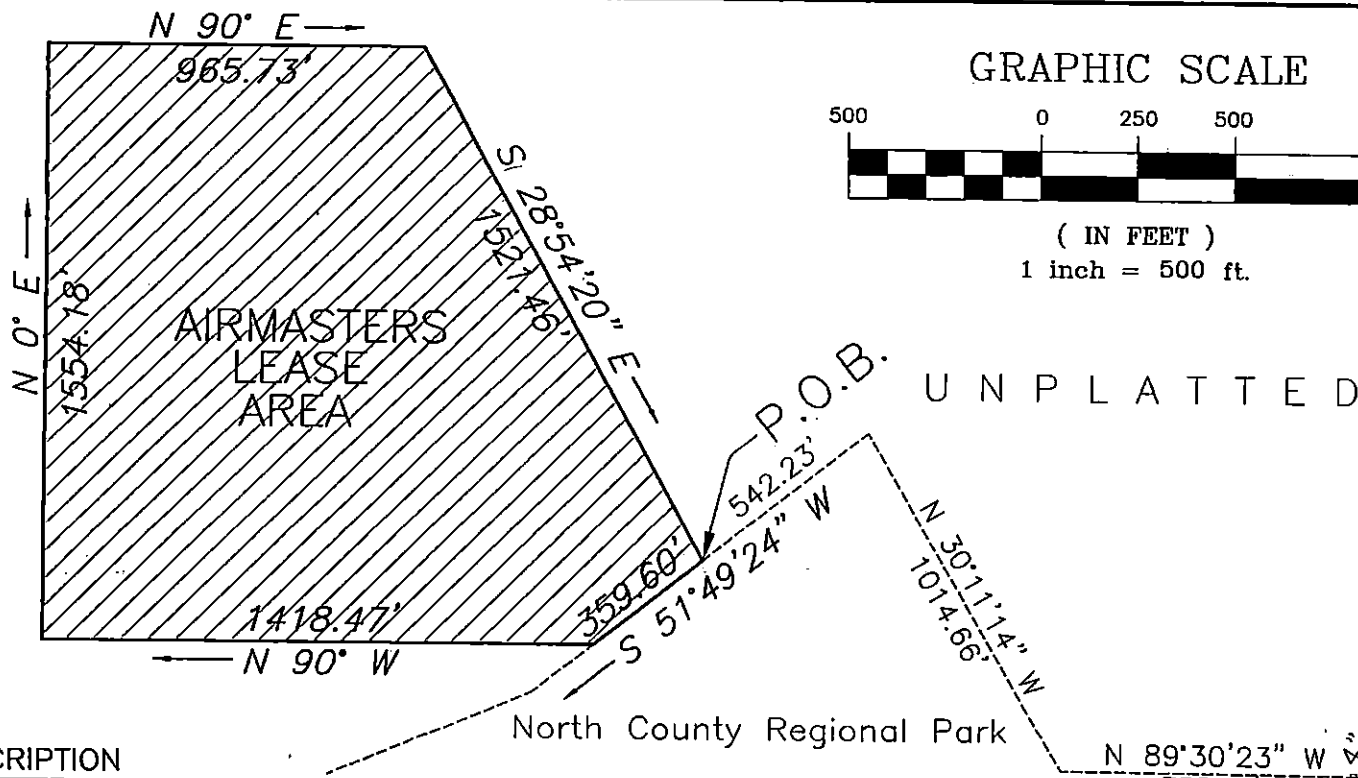 N 90° E
965.73'
GRAPHIC SCALE
500 0 250 500
( IN FEET )
1 inch = 500 ft.
S 28°54'20" E
1521.46'
N 0° E
1554.18'
AIRMASTERS
LEASE
AREA
P.O.B.
UNPLATTED
542.23'
S 51°49'24" W
359.60'
N 30°11'14" W
1014.66'
1418.47'
N 90° W
North County Regional Park
N 89°30'23" W
CRIPTION